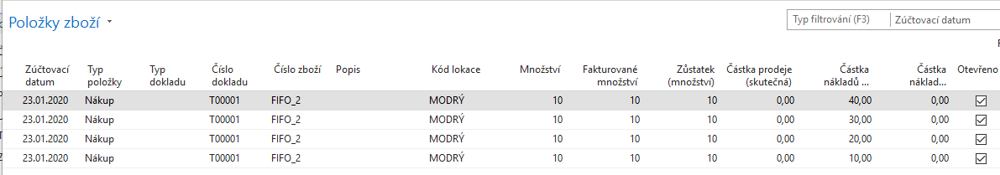 Položky zboží
Typ filtrování (F3) Zúčtovací datum
Zúčtovací datum Typ položky Typ dokladu Číslo dokladu Číslo zboží Popis Kód lokace Množství Fakturované množství Zůstatek (množství) Částka prodeje (skutečná) Částka nákladů ... Částka náklad... Otevřeno
23.01.2020 Nákup T00001 FIFO_2 MODRÝ 10 10 10 0,00 40,00 0,00
23.01.2020 Nákup T00001 FIFO_2 MODRÝ 10 10 10 0,00 30,00 0,00
23.01.2020 Nákup T00001 FIFO_2 MODRÝ 10 10 10 0,00 20,00 0,00
23.01.2020 Nákup T00001 FIFO_2 MODRÝ 10 10 10 0,00 10,00 0,00